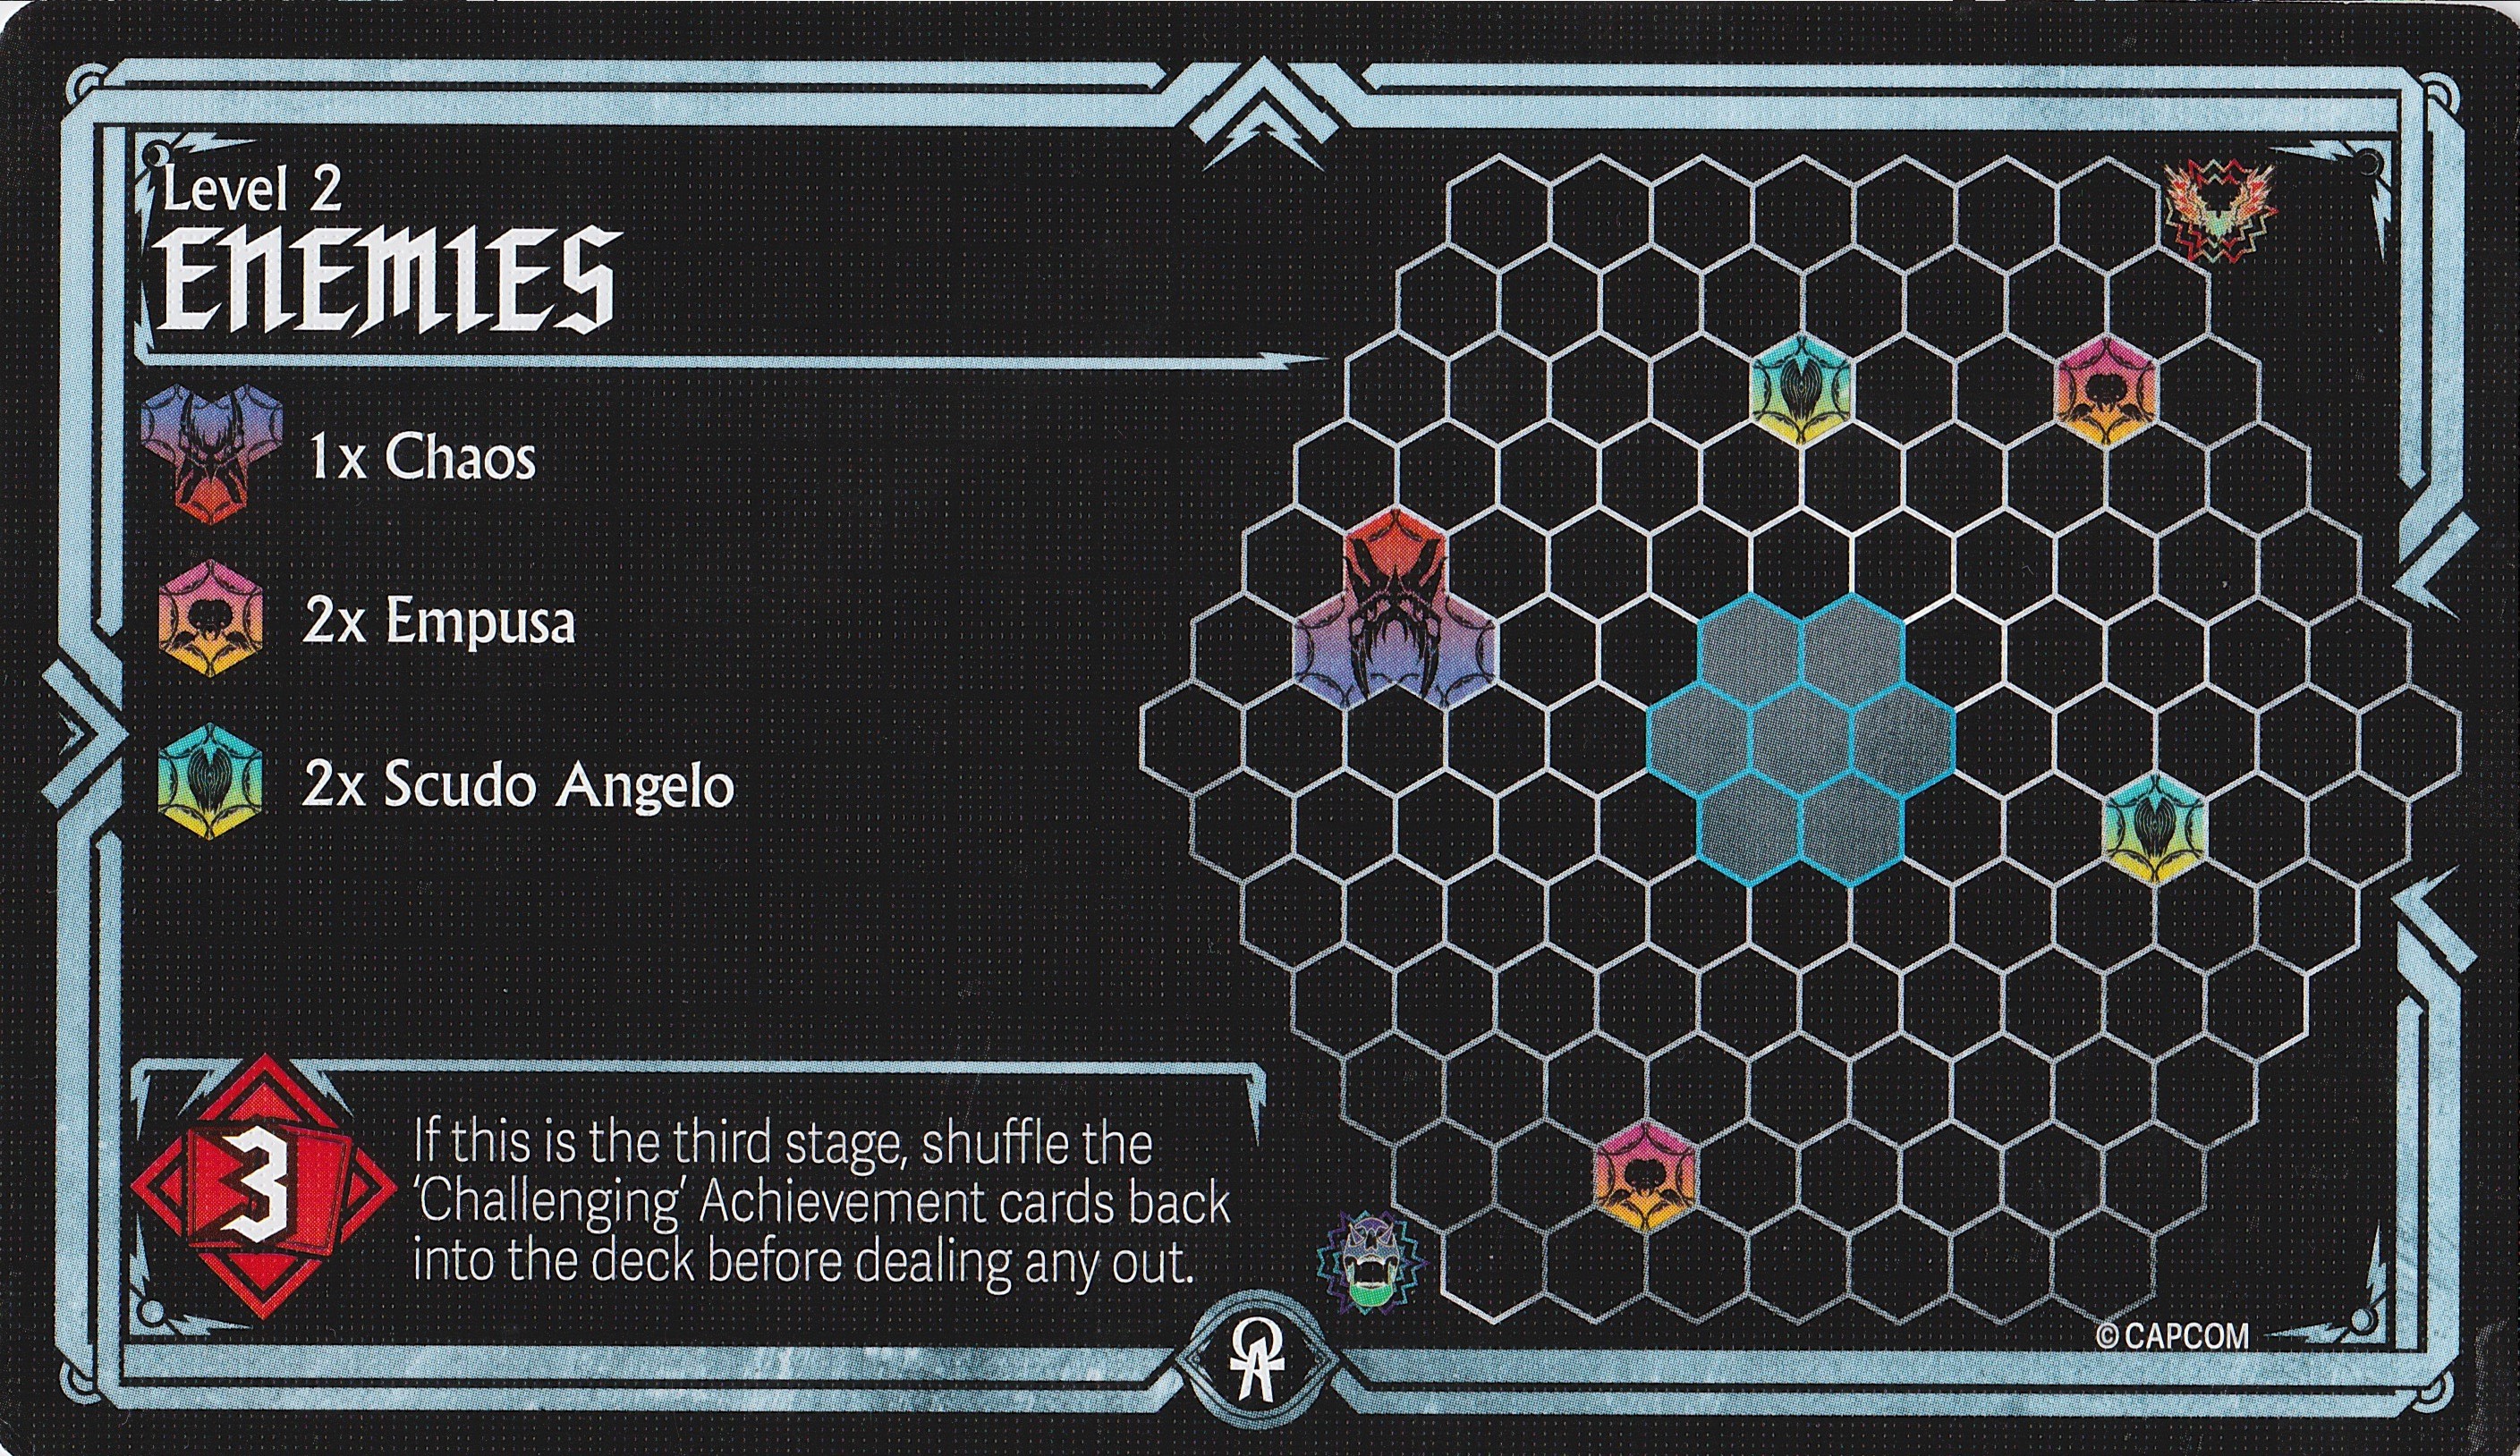 Level 2
ENEMIES
1x Chaos
2x Empusa
2x Scudo Angelo
3
If this is the third stage, shuffle the
‘Challenging’ Achievement cards back
into the deck before dealing any out.
© CAPCOM